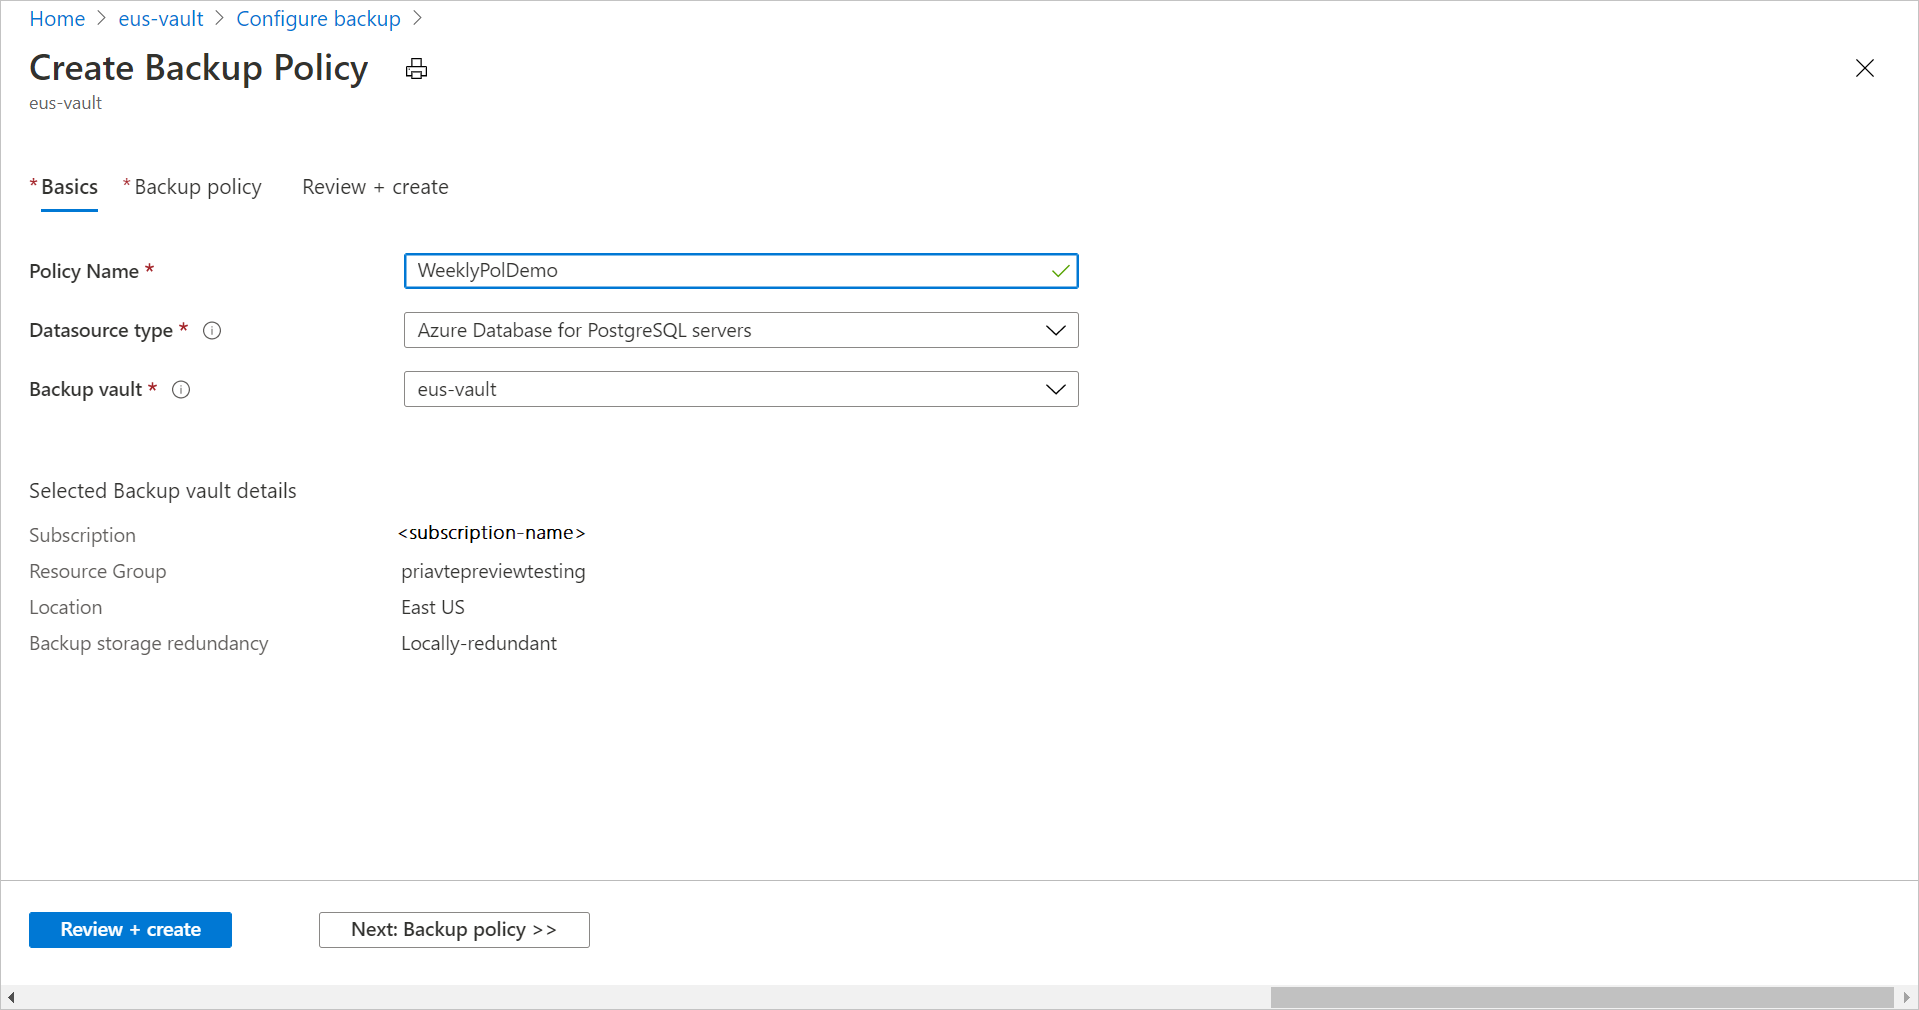 Home > eus-vault > Configure backup >
Create Backup Policy
eus-vault
* Basics * Backup policy Review + create
Policy Name * WeeklyPolDemo
Datasource type * Azure Database for PostgreSQL servers
Backup vault * eus-vault
Selected Backup vault details
Subscription <subscription-name>
Resource Group priavtepreviewtesting
Location East US
Backup storage redundancy Locally-redundant
Review + create Next: Backup policy >>